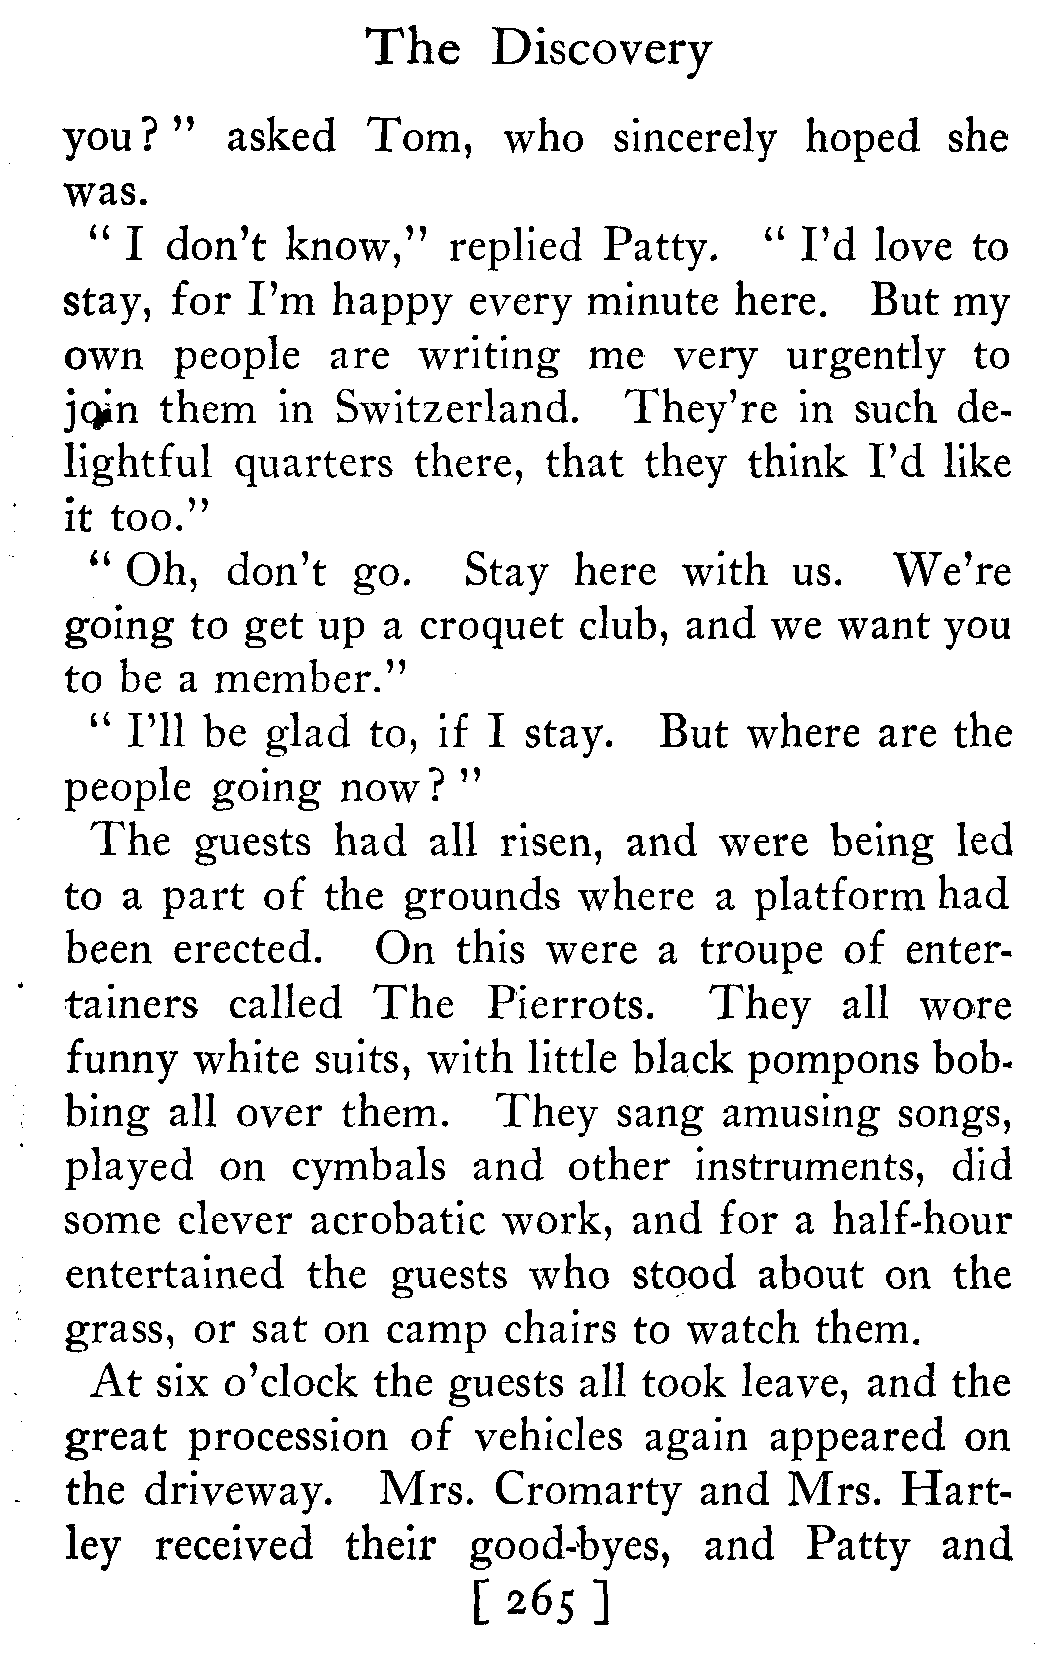 The Discovery
you?" asked Tom, who sincerely hoped she
was.
"I don't know," replied Patty. "I'd love to
stay, for I'm happy every minute here. But my
own people are writing me very urgently to
join them in Switzerland. They're in such de-
lightful quarters there, that they think I'd like
it too."
"Oh, don't go. Stay here with us. We're
going to get up a croquet club, and we want you
to be a member."
"I'll be glad to, if I stay. But where are the
people going now?"
The guests had all risen, and were being led
to a part of the grounds where a platform had
been erected. On this were a troupe of enter-
tainers called The Pierrots. They all wore
funny white suits, with little black pompons bob-
bing all over them. They sang amusing songs,
played on cymbals and other instruments, did
some clever acrobatic work, and for a half-hour
entertained the guests who stood about on the
grass, or sat on camp chairs to watch them.
At six o'clock the guests all took leave, and the
great procession of vehicles again appeared on
the driveway. Mrs. Cromarty and Mrs. Hart-
ley received their good-byes, and Patty and
[ 265 ]